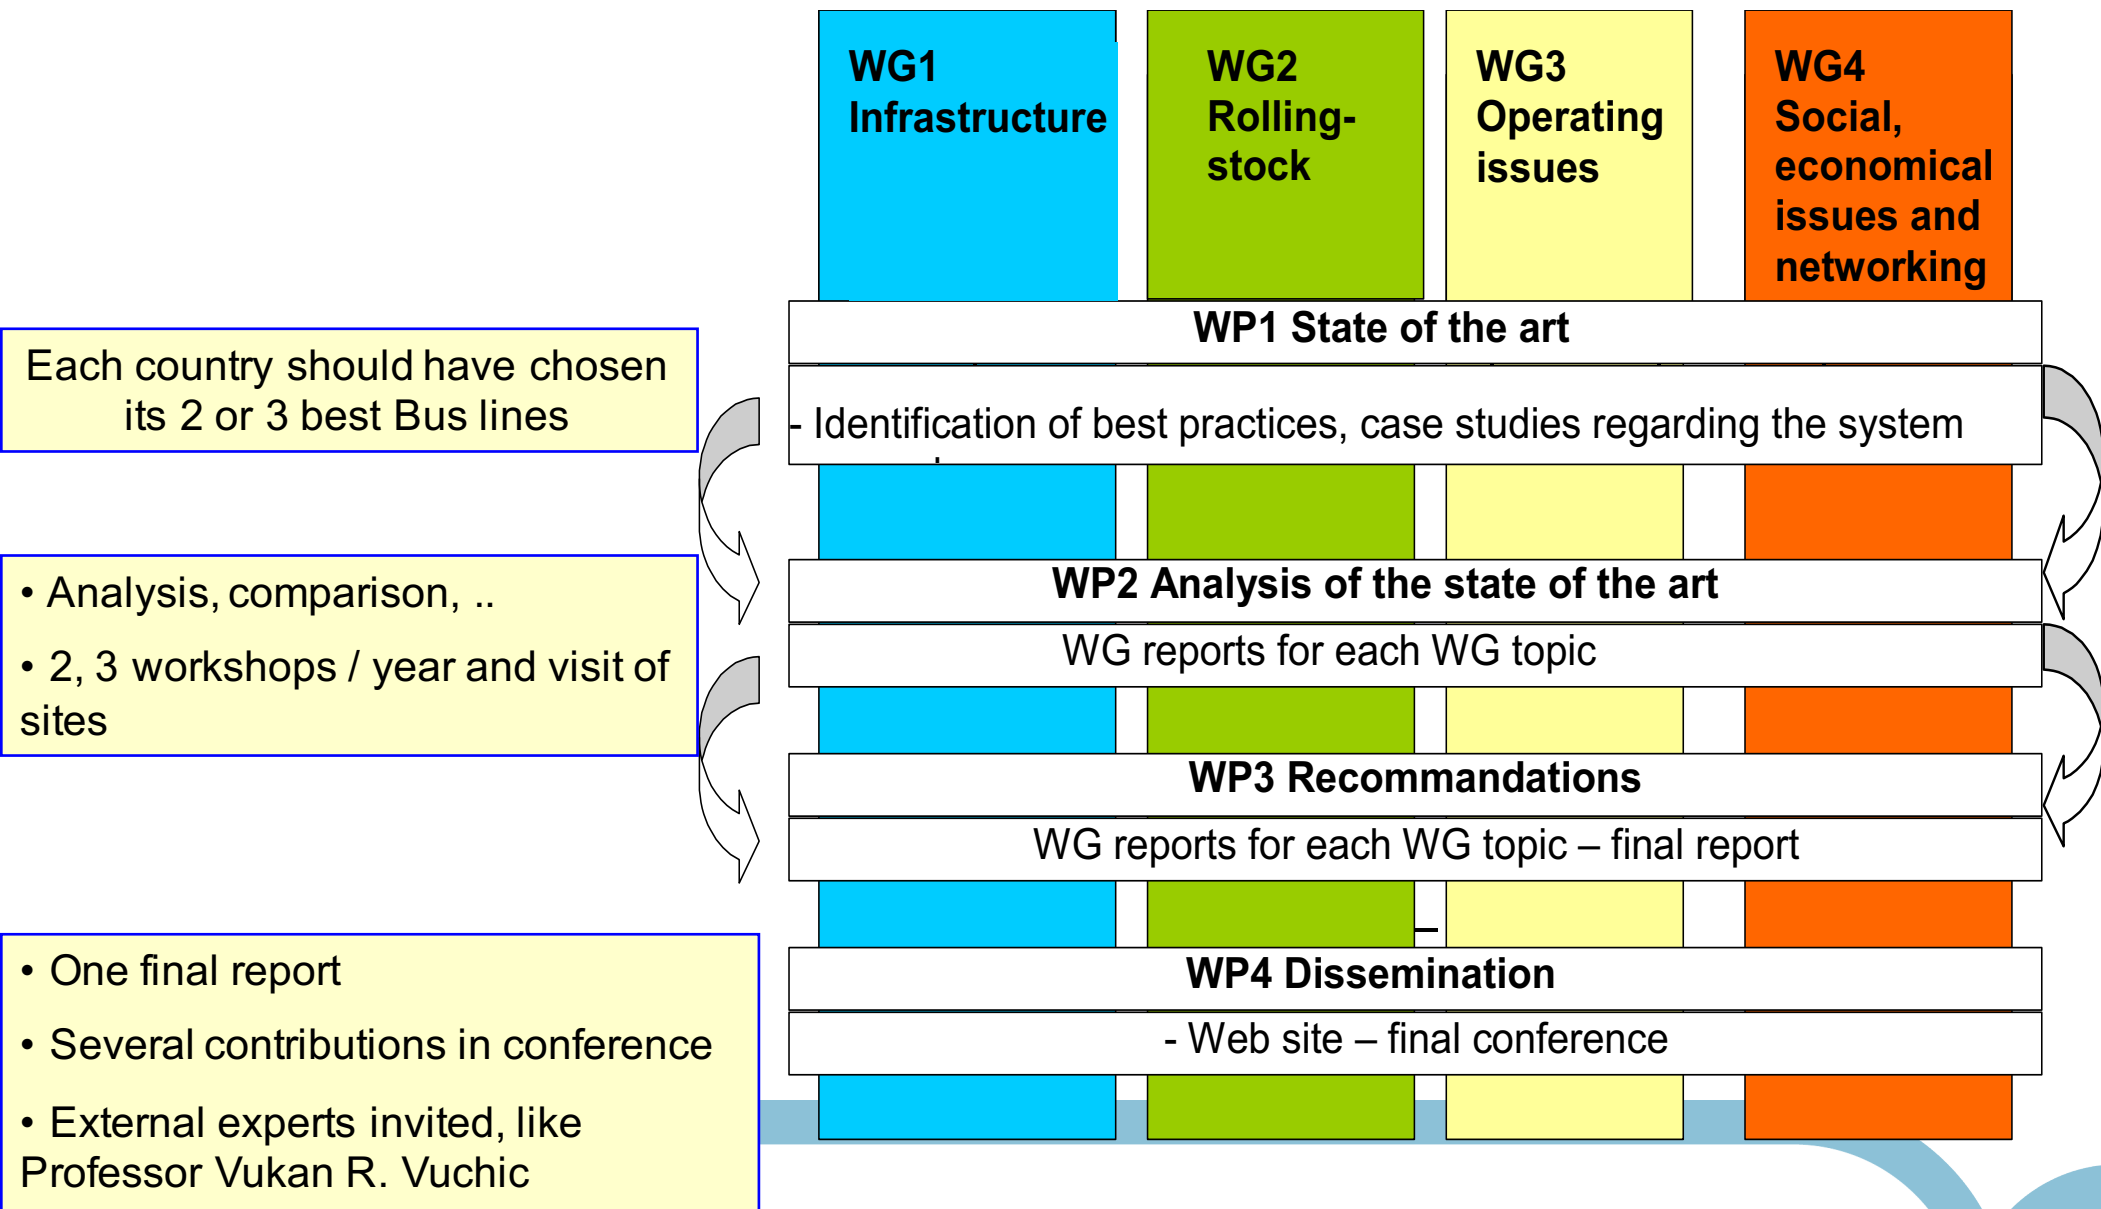 WG1
Infrastructure
WG2
Rolling-
stock
WG3
Operating
issues
WG4
Social,
economical
issues and
networking
WP1 State of the art
Each country should have chosen
its 2 or 3 best Bus lines
- Identification of best practices, case studies regarding the system
WP2 Analysis of the state of the art
• Analysis, comparison, ..
• 2, 3 workshops / year and visit of
sites
WG reports for each WG topic
WP3 Recommandations
WG reports for each WG topic – final report
–
WP4 Dissemination
- Web site – final conference
• One final report
• Several contributions in conference
• External experts invited, like
Professor Vukan R. Vuchic